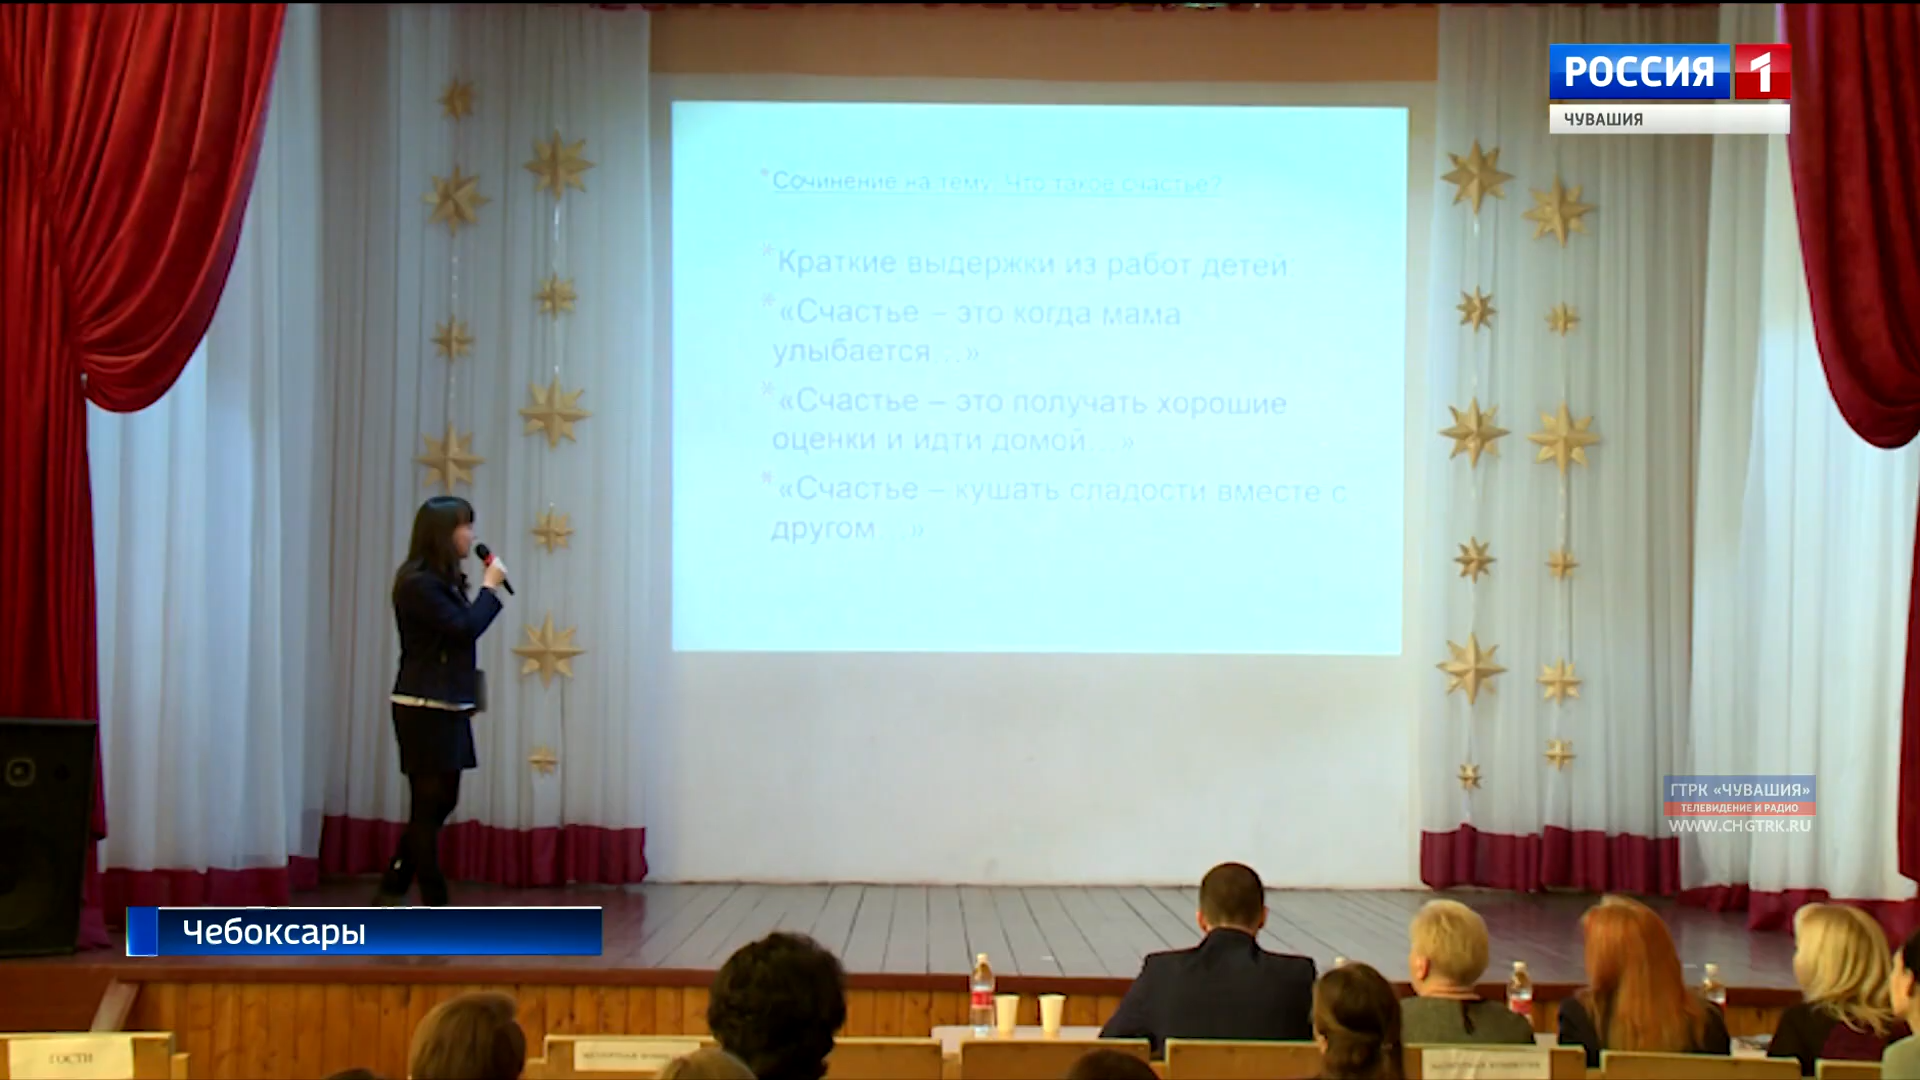 РОССИЯ 1
ЧУВАШИЯ
*Сочинение на тему: Что такое счастье?
*Краткие выдержки из работ детей:
*«Счастье – это когда мама
улыбается…»
*«Счастье – это получать хорошие
оценки и идти домой…»
*«Счастье – кушать сладости вместе с
другом …»
ГТРК «ЧУВАШИЯ»
ТЕЛЕВИДЕНИЕ И РАДИО
WWW.CHGTRK.RU
Чебоксары
ГОСТИ